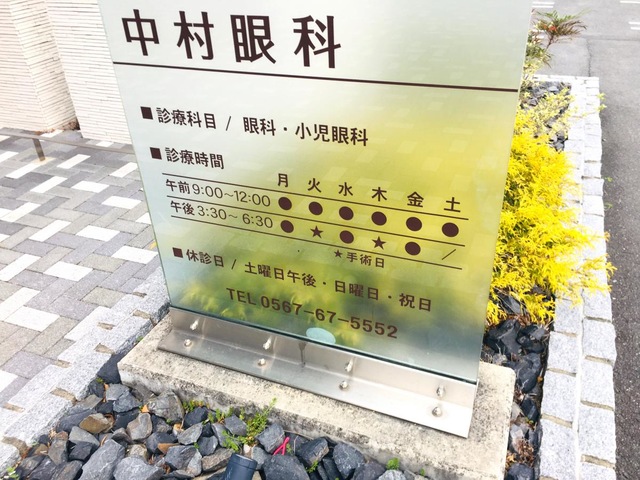 中村眼科
■診療科目 / 眼科・小児眼科
■診療時間
月 火 水 木 金 土
午前 9:00〜12:00 ● ● ● ● ● ●
午後 3:30〜6:30 ● ★ ● ★ ● /
★手術日
■休診日 / 土曜日午後・日曜日・祝日
TEL 0567-67-5552